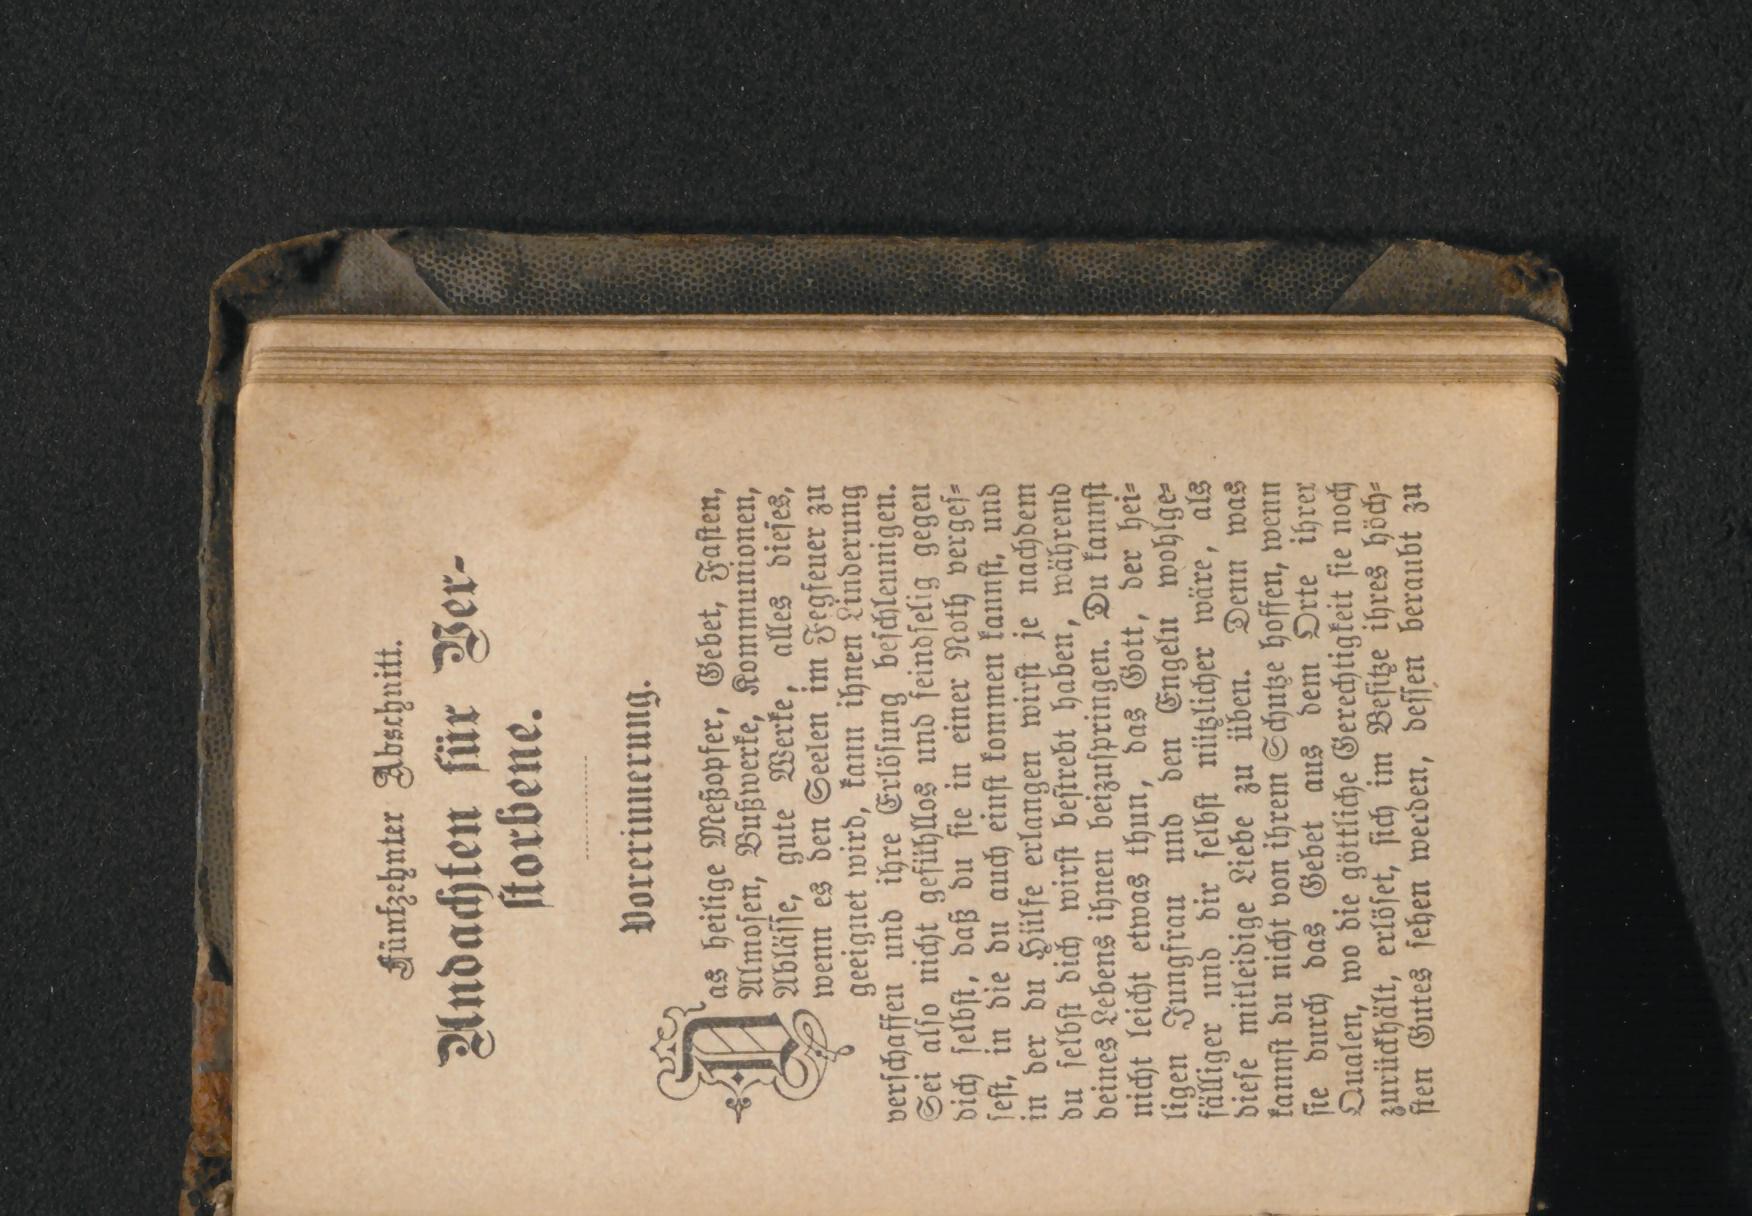 Fünfzehnter Abschnitt.
Andachten für Ver-
storbene.
Vorerinnerung.
Das heilige Meßopfer, Gebet, Fasten,
Almosen, Bußwerke, Kommunionen,
Ablässe, gute Werke, alles dieses,
wenn es den Seelen im Fegfeuer zu
geeignet wird, kann ihnen Linderung
verschaffen und ihre Erlösung beschleunigen.
Sei also nicht gefühllos und feindselig gegen
dich selbst, daß du sie in einer Noth verges-
sest, in die du auch einst kommen kannst, und
in der du Hülfe erlangen wirst je nachdem
du selbst dich wirst bestrebt haben, während
deines Lebens ihnen beizuspringen. Du kannst
nicht leicht etwas thun, das Gott, der hei-
ligen Jungfrau und den Engeln wohlge-
fälliger und dir selbst nützlicher wäre, als
diese mitleidige Liebe zu üben. Denn was
kannst du nicht von ihrem Schutze hoffen, wenn
sie durch das Gebet aus dem Orte ihrer
Qualen, wo die göttliche Gerechtigkeit sie noch
zurückhält, erlöset, sich im Besitze ihres höch-
sten Gutes sehen werden, dessen beraubt zu